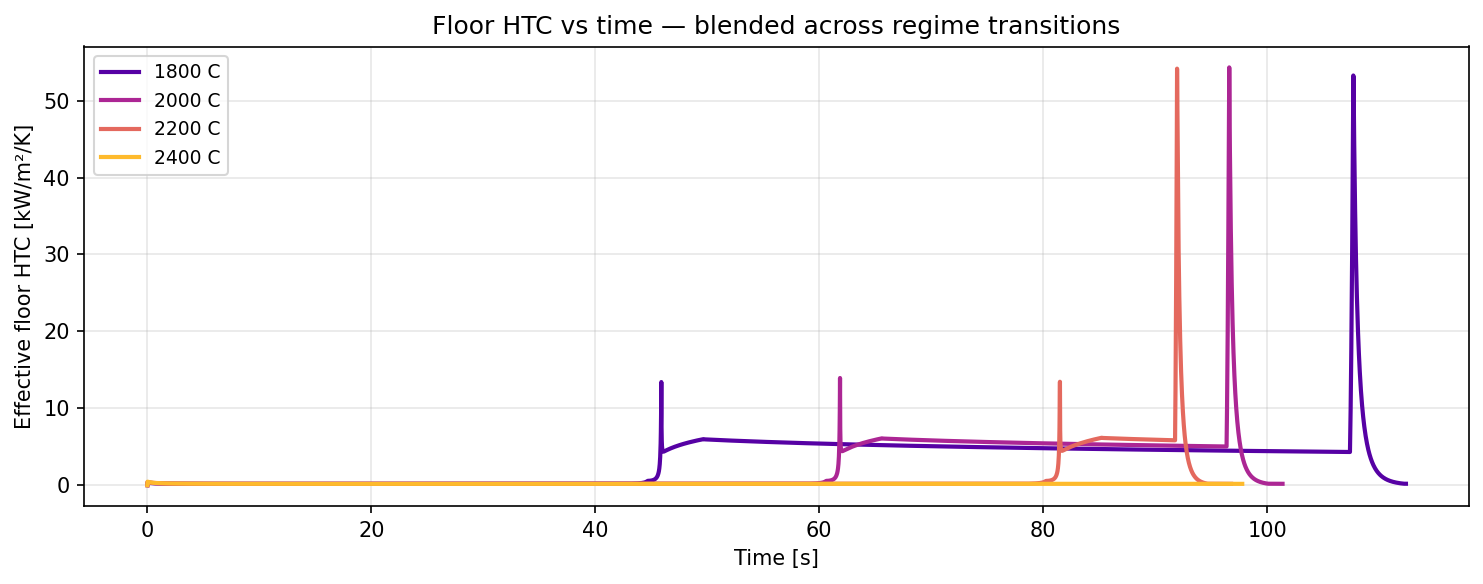 Floor HTC vs time — blended across regime transitions
Effective floor HTC [kW/m²/K]
50
40
30
20
10
0
1800 C
2000 C
2200 C
2400 C
0 20 40 60 80 100
Time [s]